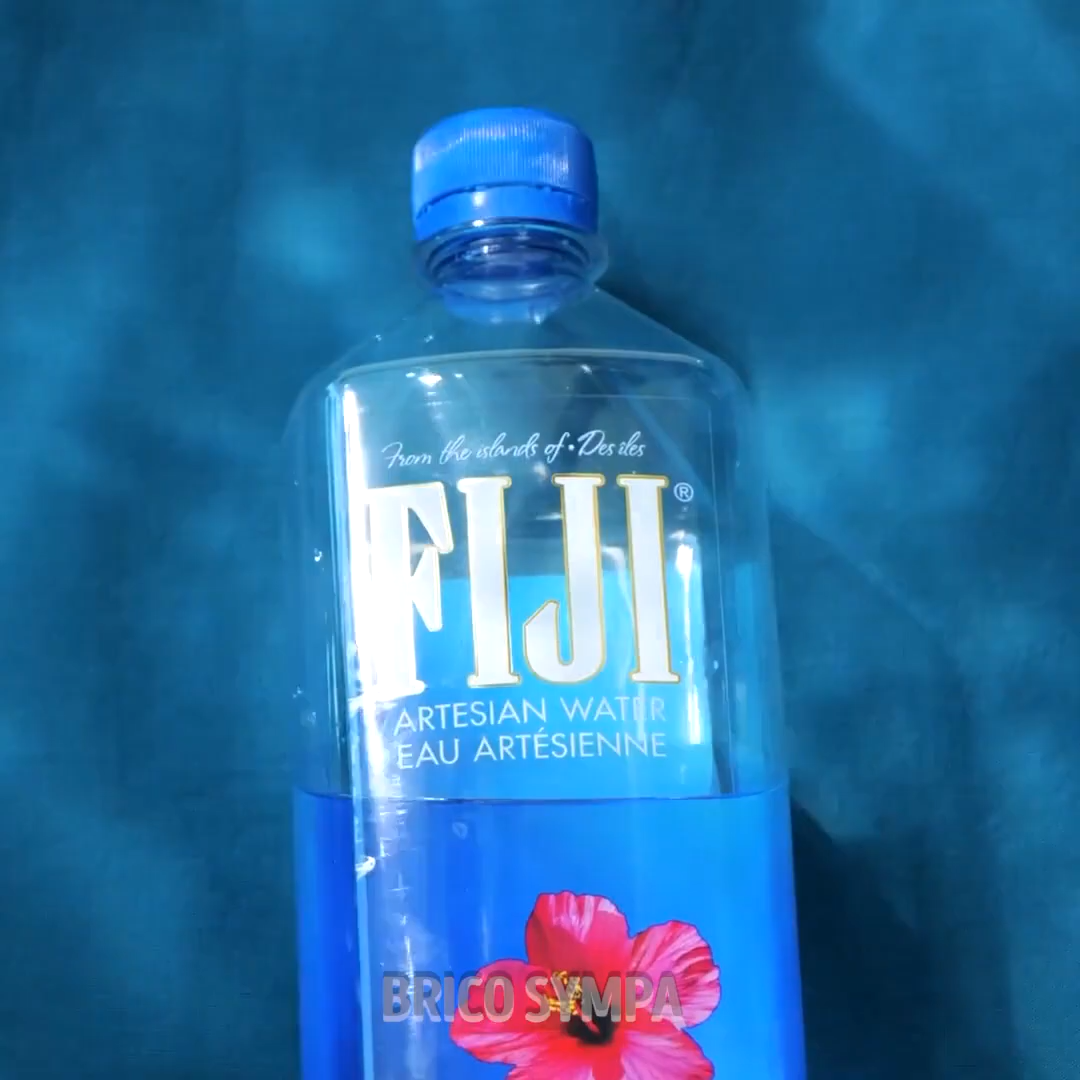 From the islands of • Des îles
FIJI®
ARTESIAN WATER
EAU ARTÉSIENNE
BRICO SYMPA